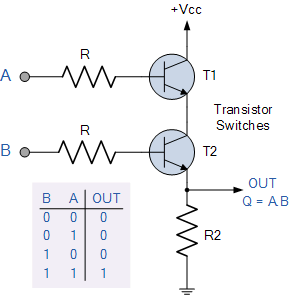 +Vcc
R
A
T1
Transistor
Switches
R
B
T2
OUT
Q = A.B
R2
B A OUT
0 0 0
0 1 0
1 0 0
1 1 1